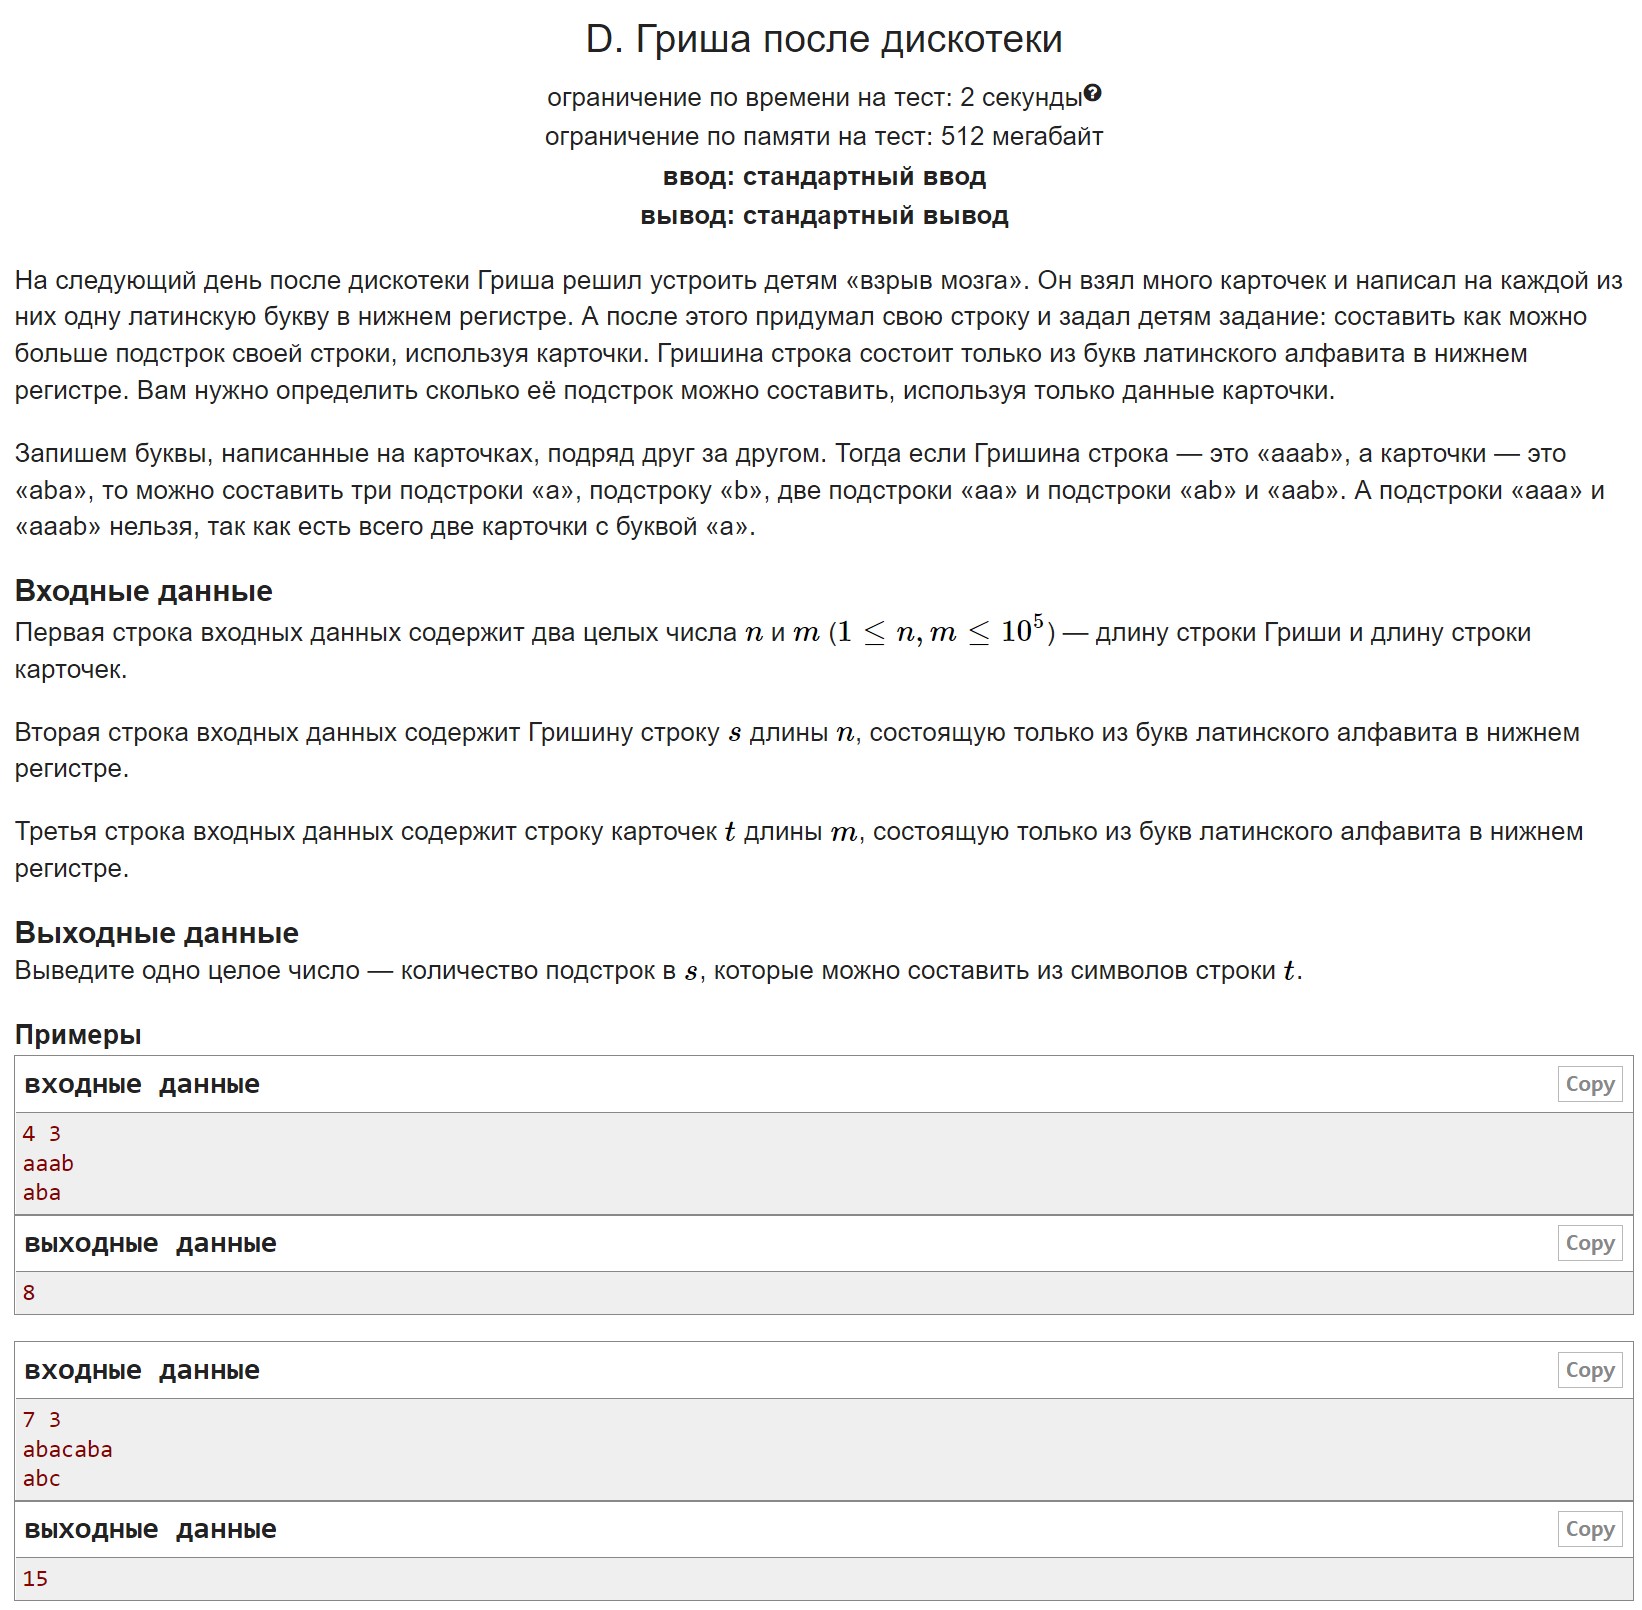 D. Гриша после дискотеки
ограничение по времени на тест: 2 секунды?
ограничение по памяти на тест: 512 мегабайт
ввод: стандартный ввод
вывод: стандартный вывод
На следующий день после дискотеки Гриша решил устроить детям «взрыв мозга». Он взял много карточек и написал на каждой из
них одну латинскую букву в нижнем регистре. А после этого придумал свою строку и задал детям задание: составить как можно
больше подстрок своей строки, используя карточки. Гришина строка состоит только из букв латинского алфавита в нижнем
регистре. Вам нужно определить сколько её подстрок можно составить, используя только данные карточки.
Запишем буквы, написанные на карточках, подряд друг за другом. Тогда если Гришина строка — это «aaab», а карточки — это
«aba», то можно составить три подстроки «a», подстроку «b», две подстроки «aa» и подстроки «ab» и «aab». А подстроки «aaa» и
«aaab» нельзя, так как есть всего две карточки с буквой «a».
Входные данные
Первая строка входных данных содержит два целых числа n и m (1 ≤ n, m ≤ 10⁵) — длину строки Гриши и длину строки
карточек.
Вторая строка входных данных содержит Гришину строку s длины n, состоящую только из букв латинского алфавита в нижнем
регистре.
Третья строка входных данных содержит строку карточек t длины m, состоящую только из букв латинского алфавита в нижнем
регистре.
Выходные данные
Выведите одно целое число — количество подстрок в s, которые можно составить из символов строки t.
Примеры
входные данные Copy
4 3
aaab
aba
выходные данные Copy
8
входные данные Copy
7 3
abacaba
abc
выходные данные Copy
15